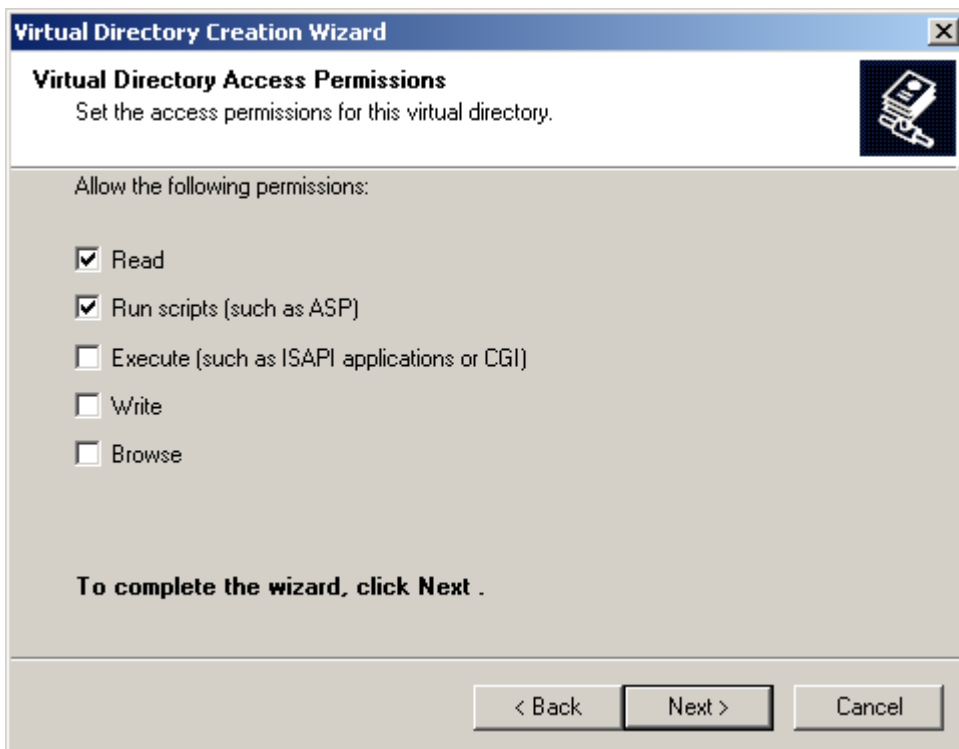 Virtual Directory Creation Wizard
Virtual Directory Access Permissions
Set the access permissions for this virtual directory.
Allow the following permissions:
Read
Run scripts (such as ASP)
Execute (such as ISAPI applications or CGI)
Write
Browse
To complete the wizard, click Next .
< Back Next > Cancel